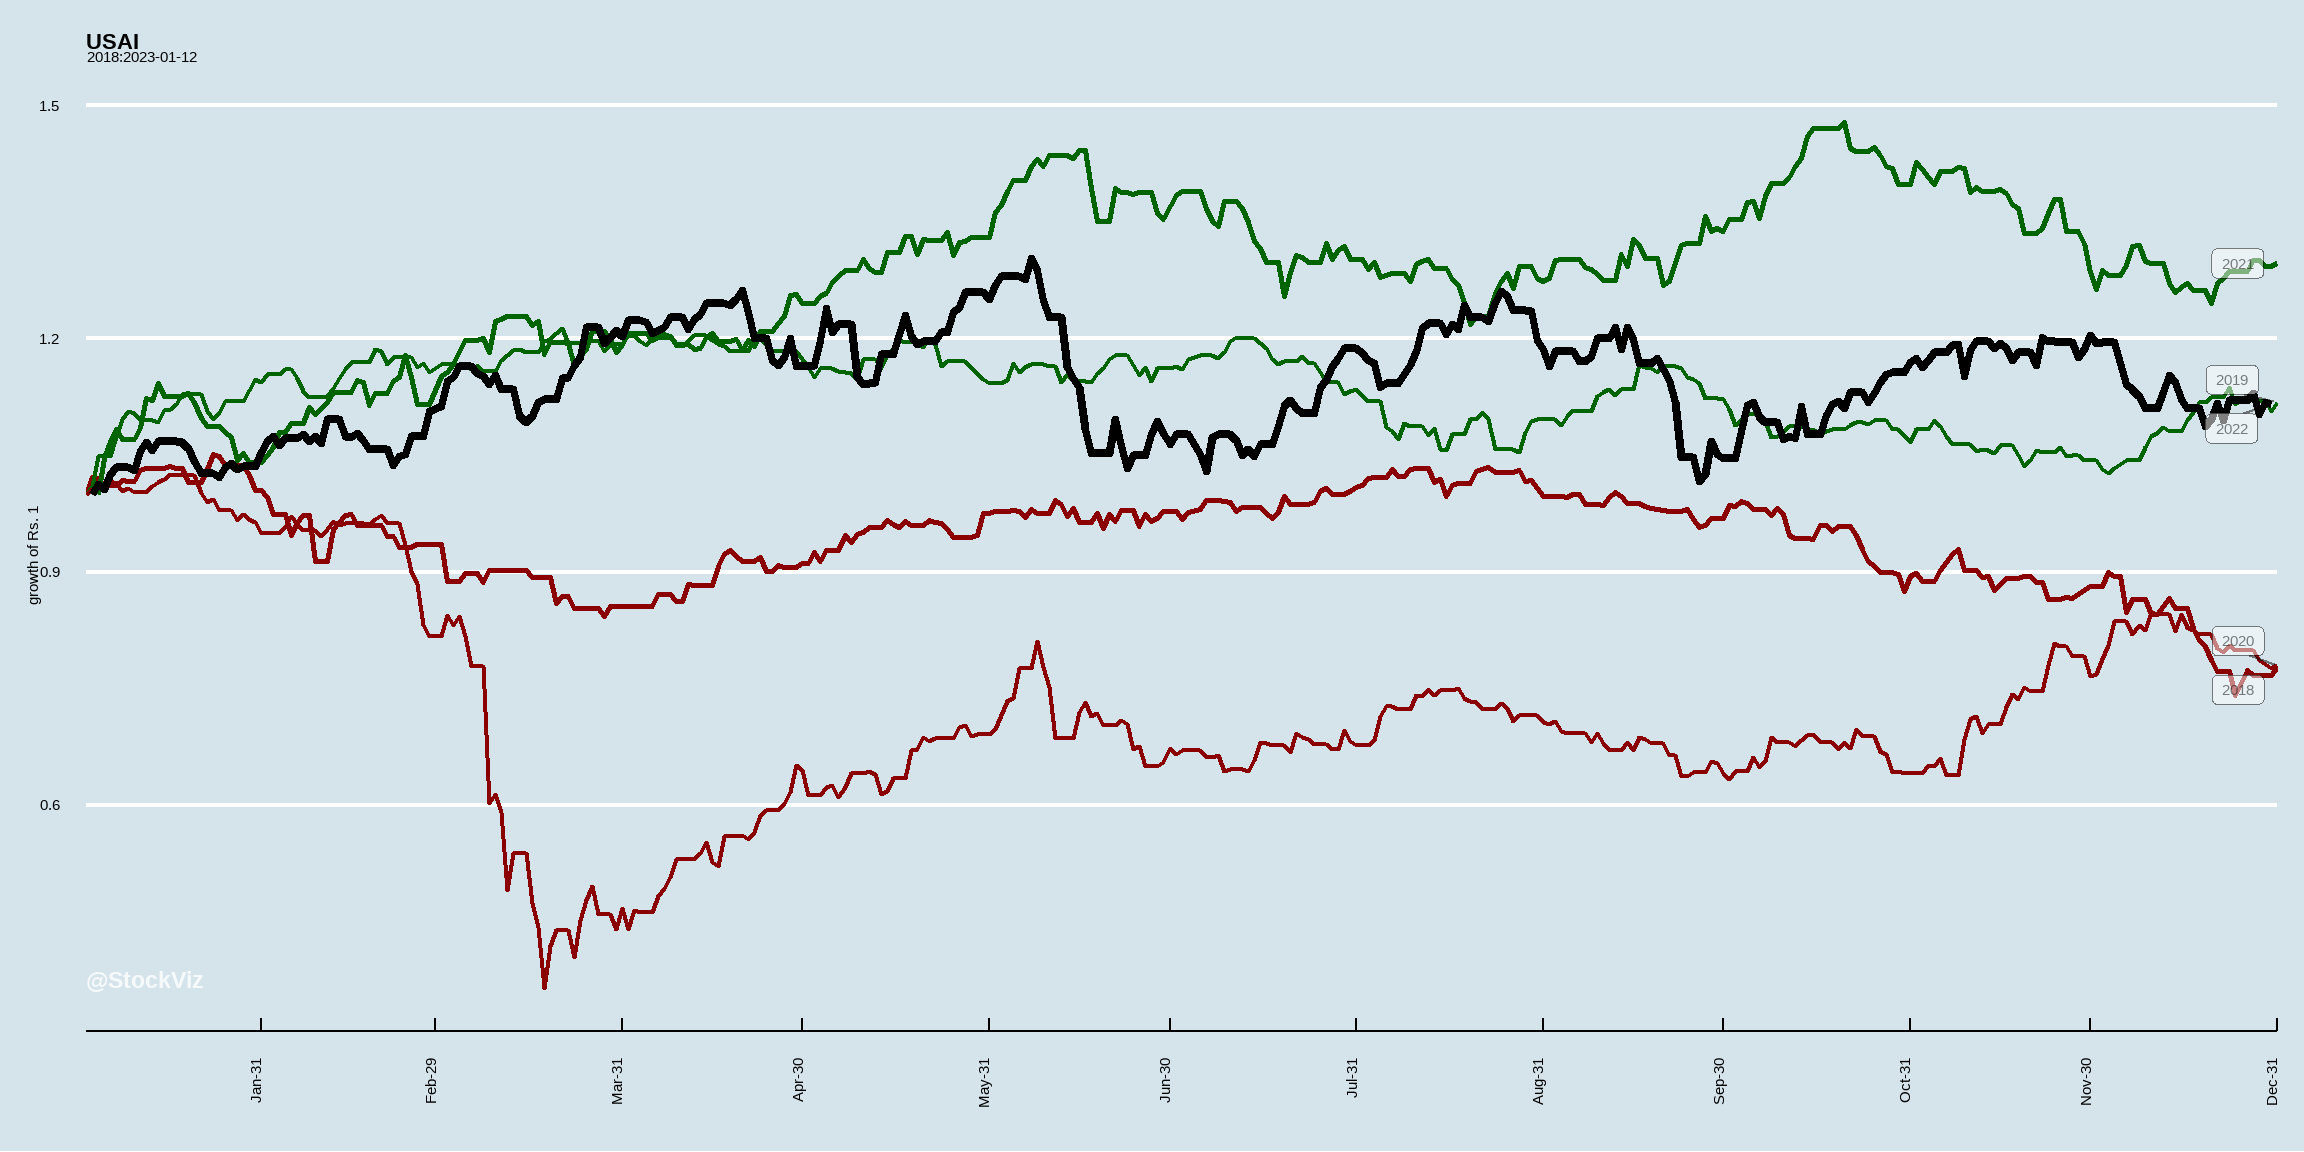 USAI
2018:2023-01-12
1.5
1.2
0.9
0.6
growth of Rs. 1
2021
2019
2022
2020
2018
@StockViz
Jan-31
Feb-29
Mar-31
Apr-30
May-31
Jun-30
Jul-31
Aug-31
Sep-30
Oct-31
Nov-30
Dec-31